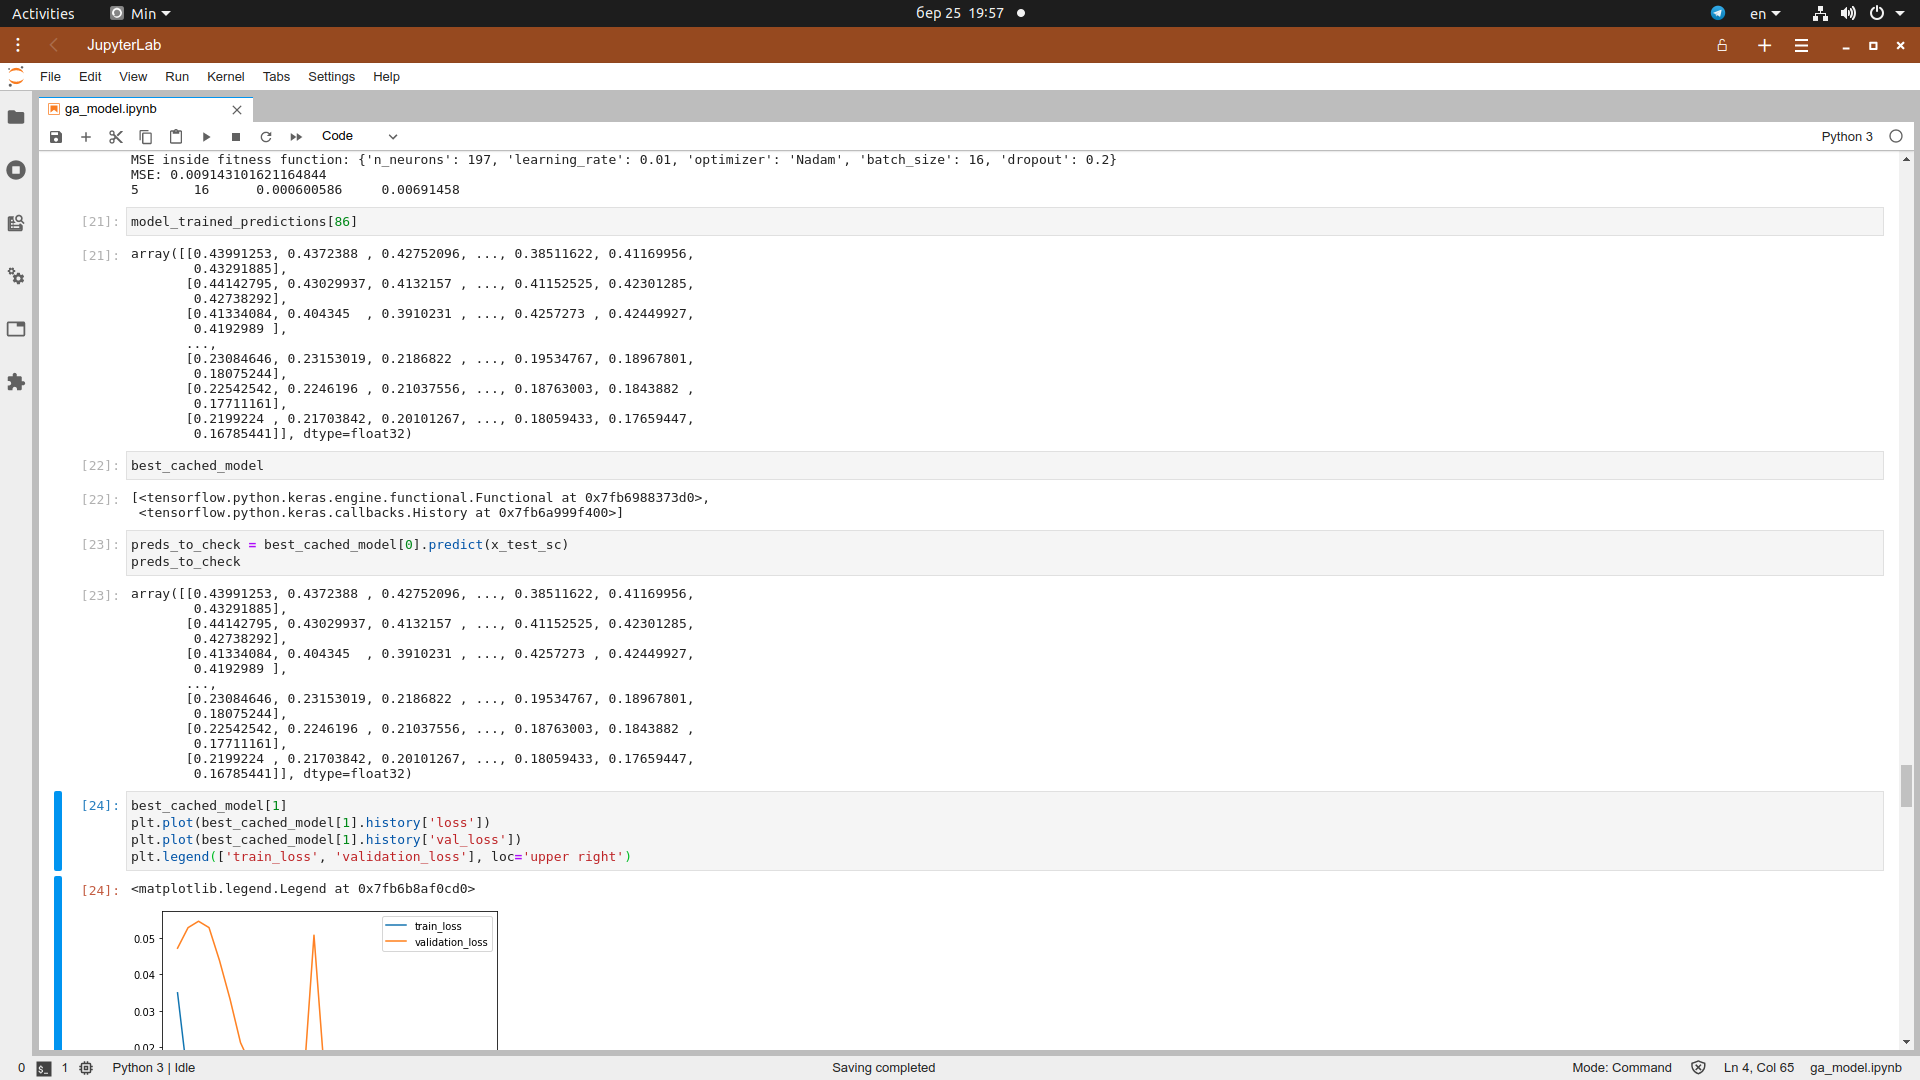 Activities Min бер 25 19:57 en
JupyterLab
File Edit View Run Kernel Tabs Settings Help
ga_model.ipynb
Code Python 3
MSE inside fitness function: {'n_neurons': 197, 'learning_rate': 0.01, 'optimizer': 'Nadam', 'batch_size': 16, 'dropout': 0.2}
MSE: 0.009143101621164844
5 16 0.000600586 0.00691458
[21]: model_trained_predictions[86]
[21]: array([[0.43991253, 0.4372388 , 0.42752096, ..., 0.38511622, 0.41169956,
0.43291885],
[0.44142795, 0.43029937, 0.4132157 , ..., 0.41152525, 0.42301285,
0.42738292],
[0.41334084, 0.404345  , 0.3910231 , ..., 0.4257273 , 0.42449927,
0.4192989 ],
...,
[0.23084646, 0.23153019, 0.2186822 , ..., 0.19534767, 0.18967801,
0.18075244],
[0.22542542, 0.2246196 , 0.21037556, ..., 0.18763003, 0.1843882 ,
0.17711161],
[0.2199224 , 0.21703842, 0.20101267, ..., 0.18059433, 0.17659447,
0.16785441]], dtype=float32)
[22]: best_cached_model
[22]: [<tensorflow.python.keras.engine.functional.Functional at 0x7fb6988373d0>,
<tensorflow.python.keras.callbacks.History at 0x7fb6a999f400>]
[23]: preds_to_check = best_cached_model[0].predict(x_test_sc)
preds_to_check
[23]: array([[0.43991253, 0.4372388 , 0.42752096, ..., 0.38511622, 0.41169956,
0.43291885],
[0.44142795, 0.43029937, 0.4132157 , ..., 0.41152525, 0.42301285,
0.42738292],
[0.41334084, 0.404345  , 0.3910231 , ..., 0.4257273 , 0.42449927,
0.4192989 ],
...,
[0.23084646, 0.23153019, 0.2186822 , ..., 0.19534767, 0.18967801,
0.18075244],
[0.22542542, 0.2246196 , 0.21037556, ..., 0.18763003, 0.1843882 ,
0.17711161],
[0.2199224 , 0.21703842, 0.20101267, ..., 0.18059433, 0.17659447,
0.16785441]], dtype=float32)
[24]: best_cached_model[1]
plt.plot(best_cached_model[1].history['loss'])
plt.plot(best_cached_model[1].history['val_loss'])
plt.legend(['train_loss', 'validation_loss'], loc='upper right')
[24]: <matplotlib.legend.Legend at 0x7fb6b8af0cd0>
train_loss
validation_loss
0.05
0.04
0.03
0.02
0 1 Python 3 | Idle Saving completed Mode: Command Ln 4, Col 65 ga_model.ipynb